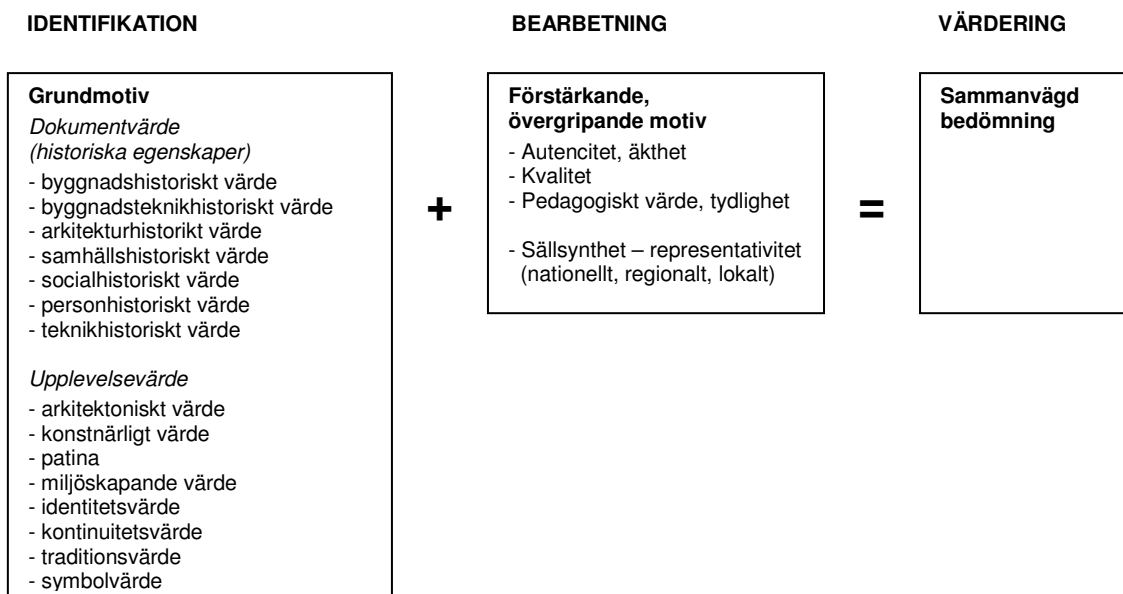 IDENTIFIKATION
Grundmotiv
Dokumentvärde
(historiska egenskaper)
- byggnadshistoriskt värde
- byggnadsteknikhistoriskt värde
- arkitekturhistorikt värde
- samhällshistoriskt värde
- socialhistoriskt värde
- personhistoriskt värde
- teknikhistoriskt värde
Upplevelsevärde
- arkitektoniskt värde
- konstnärligt värde
- patina
- miljöskapande värde
- identitetsvärde
- kontinuitetsvärde
- traditionsvärde
- symbolvärde
+
BEARBETNING
Förstärkande,
övergripande motiv
- Autencitet, äkthet
- Kvalitet
- Pedagogiskt värde, tydlighet
- Sällsynthet – representativitet
(nationellt, regionalt, lokalt)
=
VÄRDERING
Sammanvägd
bedömning